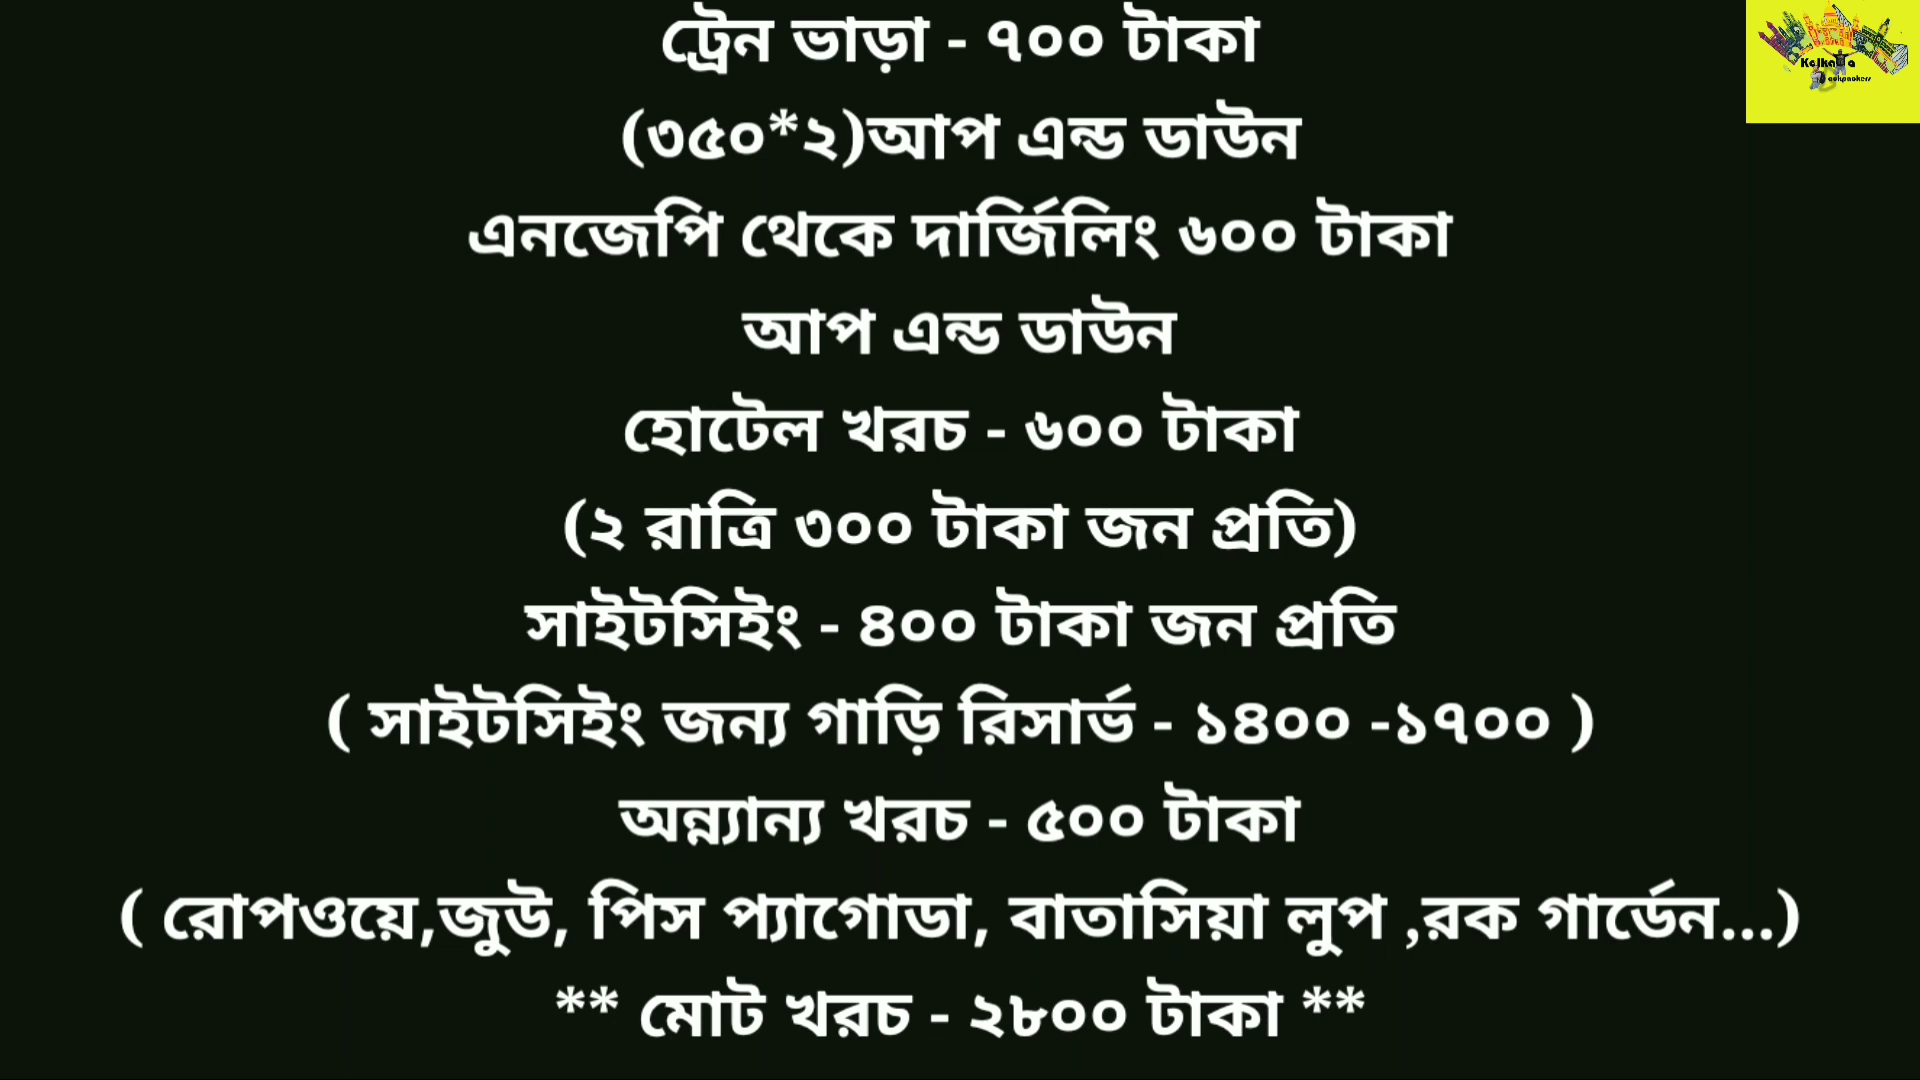 ট্রেন ভাড়া - ৭০০ টাকা
(৩৫০*২)আপ এন্ড ডাউন
এনজেপি থেকে দার্জিলিং ৬০০ টাকা
আপ এন্ড ডাউন
হোটেল খরচ - ৬০০ টাকা
(২ রাত্রি ৩০০ টাকা জন প্রতি)
সাইটসিইং - ৪০০ টাকা জন প্রতি
( সাইটসিইং জন্য গাড়ি রিসার্ভ - ১৪০০ -১৭০০ )
অন্ন্যান্য খরচ - ৫০০ টাকা
( রোপওয়ে,জুউ, পিস প্যাগোডা, বাতাসিয়া লুপ ,রক গার্ডেন...)
** মোট খরচ - ২৮০০ টাকা **